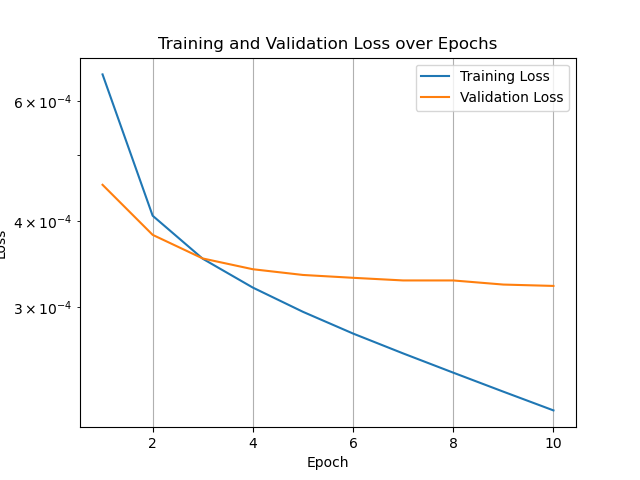 Training and Validation Loss over Epochs
Training Loss
Validation Loss
6 × 10⁻⁴
4 × 10⁻⁴
3 × 10⁻⁴
Loss
2 4 6 8 10
Epoch